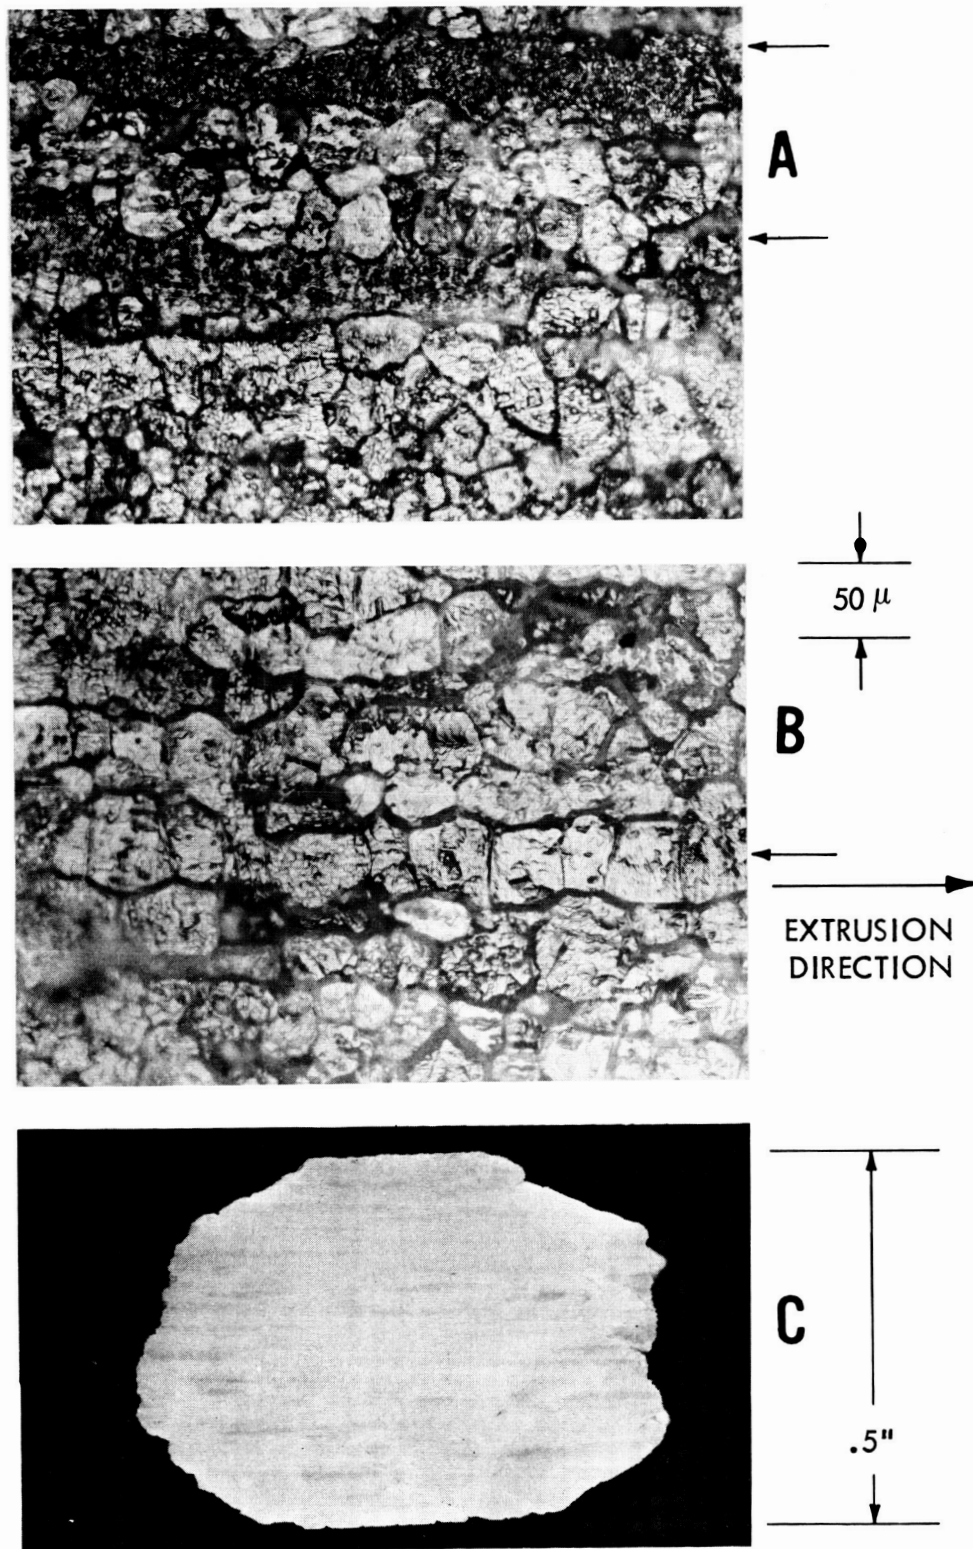 A
50 μ
B
EXTRUSION
DIRECTION
C
.5"